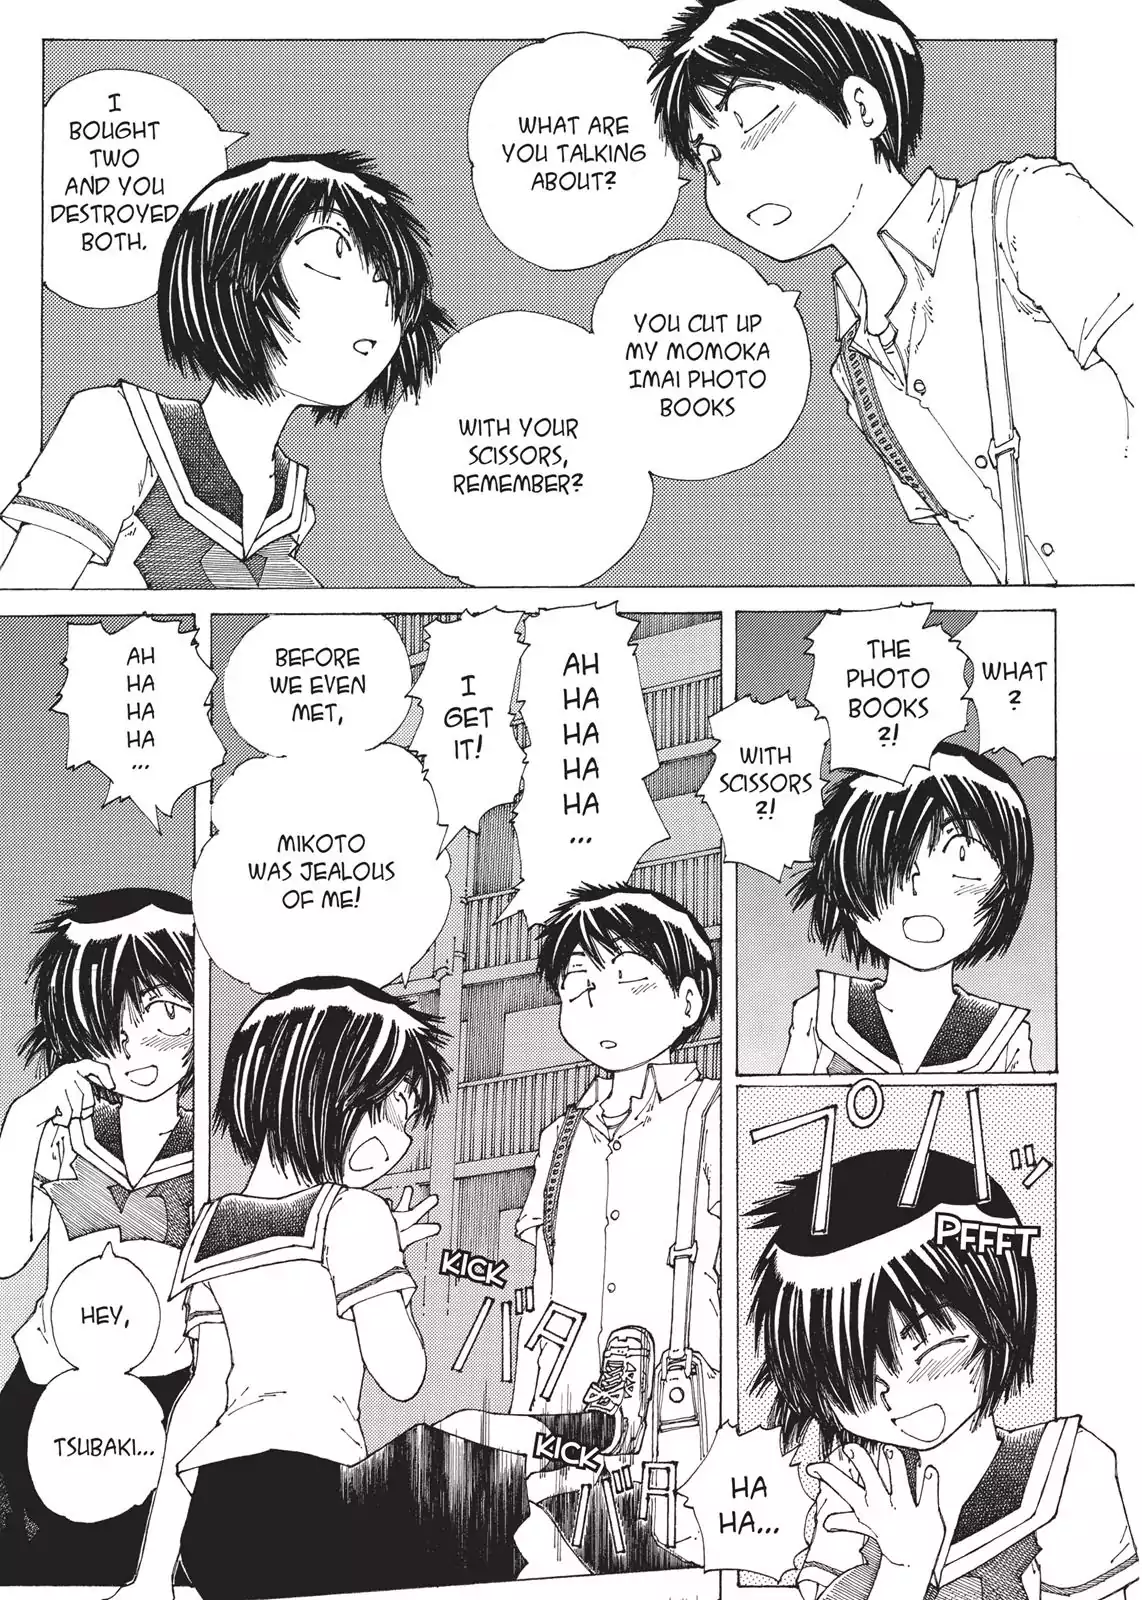 WHAT ARE
YOU TALKING
ABOUT?
YOU CUT UP
MY MOMOKA
IMAI PHOTO
BOOKS
WITH YOUR
SCISSORS,
REMEMBER?
I
BOUGHT
TWO
AND YOU
DESTROYED
BOTH.
WHAT
?
THE
PHOTO
BOOKS
?!
WITH
SCISSORS
?!
プパッ
PFFFT
HA
HA...
AH
HA
HA
HA
HA
...
I
GET
IT!
BEFORE
WE EVEN
MET,
MIKOTO
WAS JEALOUS
OF ME!
KICK
バタ
KICK
バタ
AH
HA
HA
HA
...
HEY,
TSUBAKI...